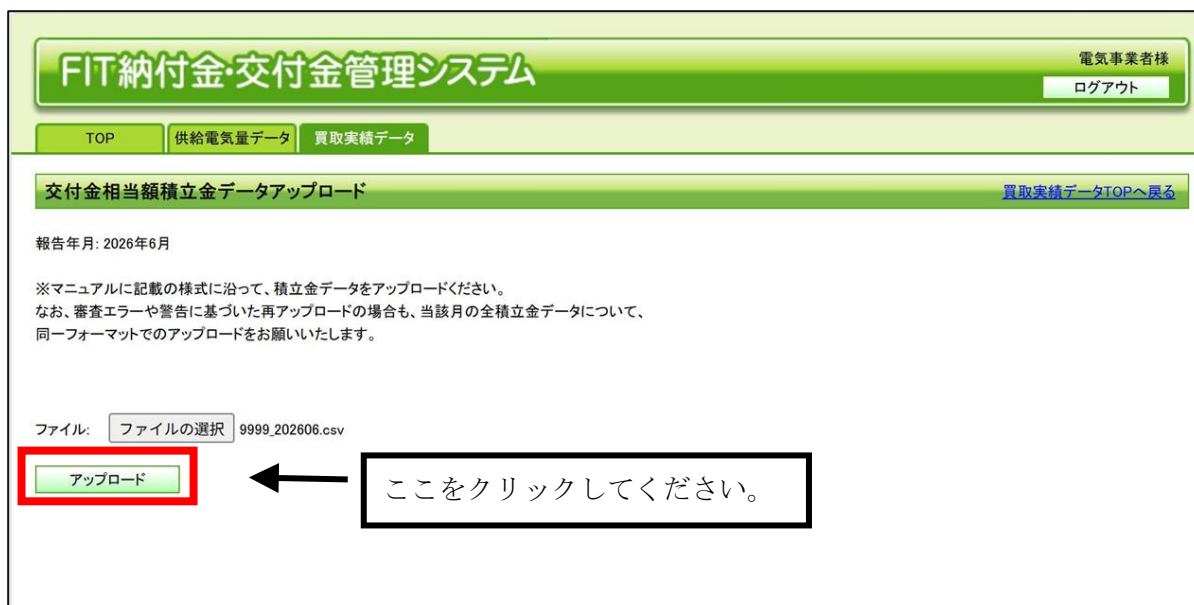 FIT納付金・交付金管理システム
電気事業者様
ログアウト
TOP
供給電気量データ
買取実績データ
交付金相当額積立金データアップロード
買取実績データTOPへ戻る
報告年月: 2026年6月
※マニュアルに記載の様式に沿って、積立金データをアップロードください。
なお、審査エラーや警告に基づいた再アップロードの場合も、当該月の全積立金データについて、
同一フォーマットでのアップロードをお願いいたします。
ファイル: ファイルの選択 9999_202606.csv
アップロード
ここをクリックしてください。